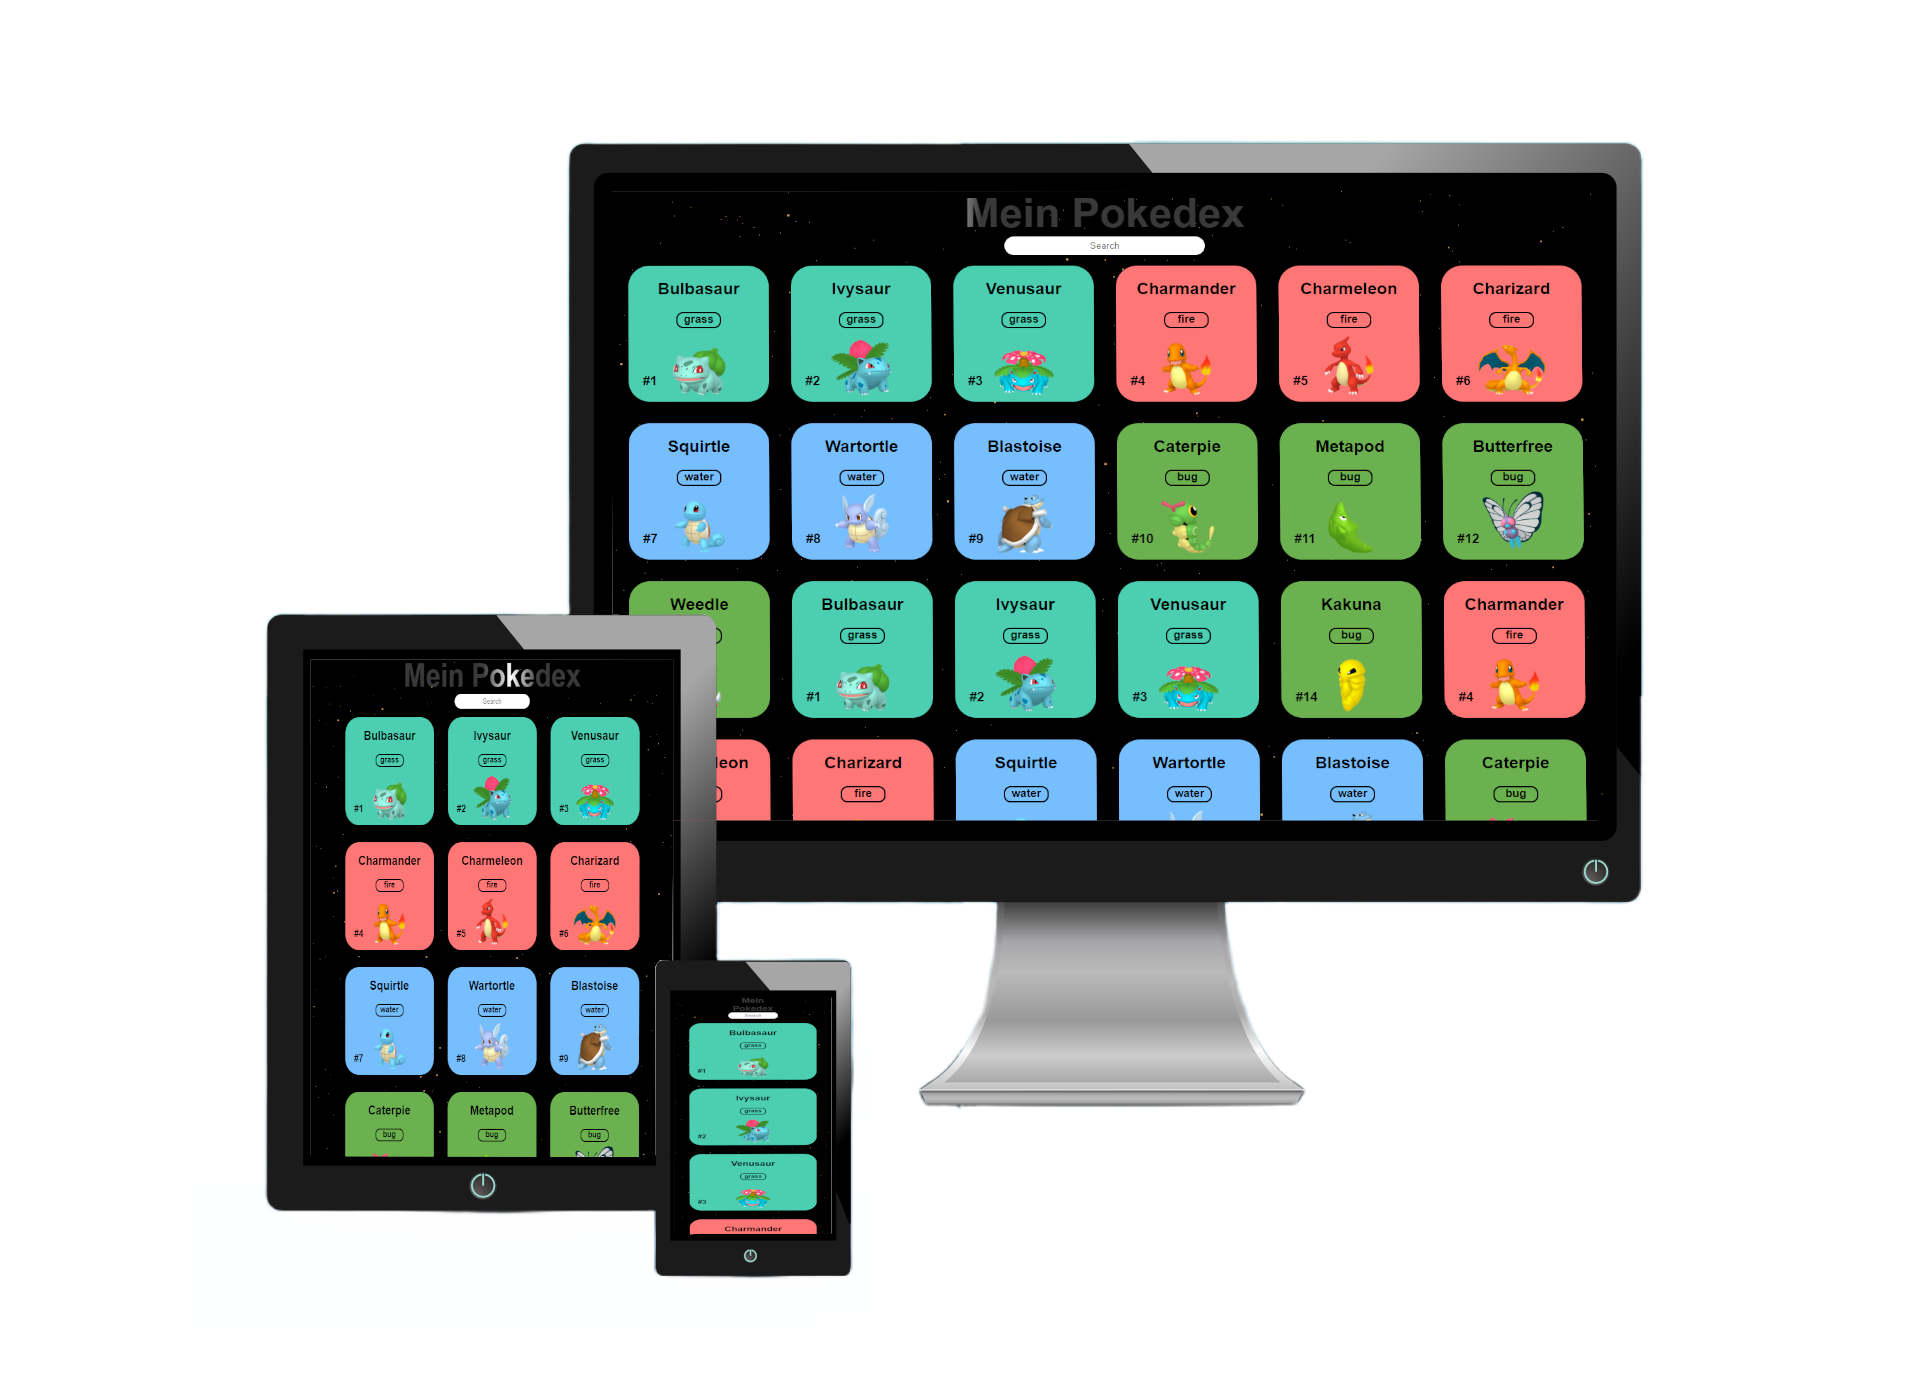 Mein Pokedex
Search
Bulbasaur Ivysaur Venusaur Charmander Charmeleon Charizard
grass grass grass fire fire fire
#1 #2 #3 #4 #5 #6
Squirtle Wartortle Blastoise Caterpie Metapod Butterfree
water water water bug bug bug
#7 #8 #9 #10 #11 #12
Weedle Bulbasaur Ivysaur Venusaur Kakuna Charmander
grass grass grass bug fire
#1 #2 #3 #14 #4
leon Charizard Squirtle Wartortle Blastoise Caterpie
fire water water water bug
Mein Pokedex
Search
Bulbasaur Ivysaur Venusaur
grass grass grass
#1 #2 #3
Charmander Charmeleon Charizard
fire fire fire
#4 #5 #6
Squirtle Wartortle Blastoise
water water water
#7 #8 #9
Caterpie Metapod Butterfree
bug bug bug
Mein
Pokedex
Search
Bulbasaur
grass
#1
Ivysaur
grass
#2
Venusaur
grass
#3
Charmander